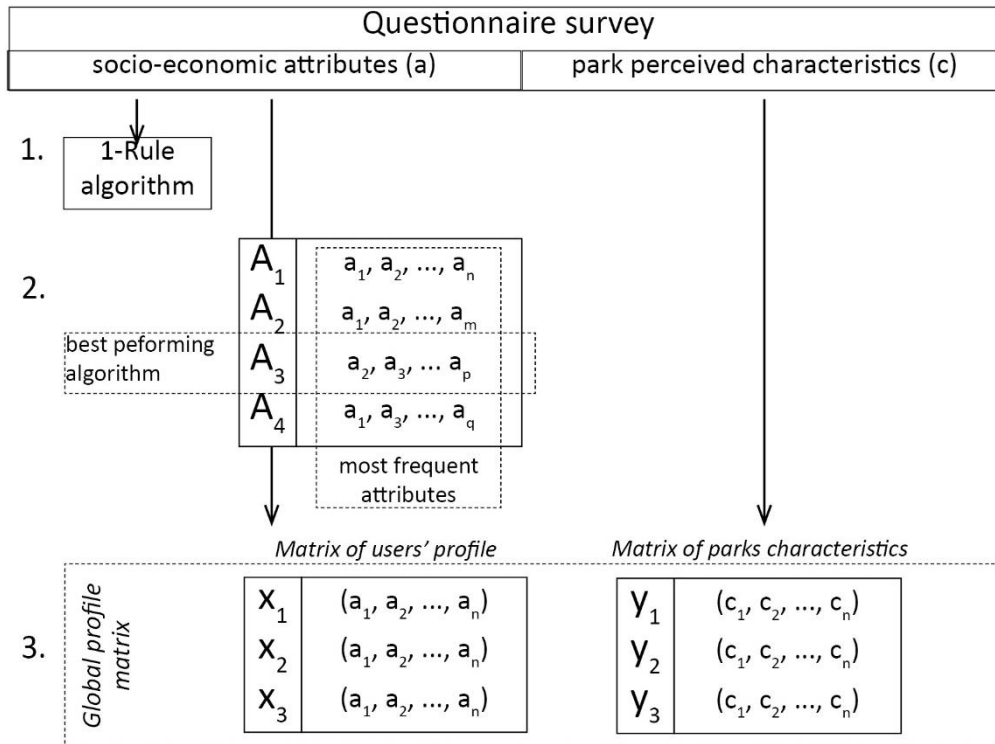 Questionnaire survey
socio-economic attributes (a)
park perceived characteristics (c)
1.
1-Rule
algorithm
2.
A₁ a₁, a₂, ..., aₙ
A₂ a₁, a₂, ..., aₘ
best peforming
algorithm
A₃ a₂, a₃, ... aₚ
A₄ a₁, a₃, ..., a_q
most frequent
attributes
Matrix of users' profile
Matrix of parks characteristics
3.
Global profile
matrix
x₁ (a₁, a₂, ..., aₙ)
x₂ (a₁, a₂, ..., aₙ)
x₃ (a₁, a₂, ..., aₙ)
y₁ (c₁, c₂, ..., cₙ)
y₂ (c₁, c₂, ..., cₙ)
y₃ (c₁, c₂, ..., cₙ)